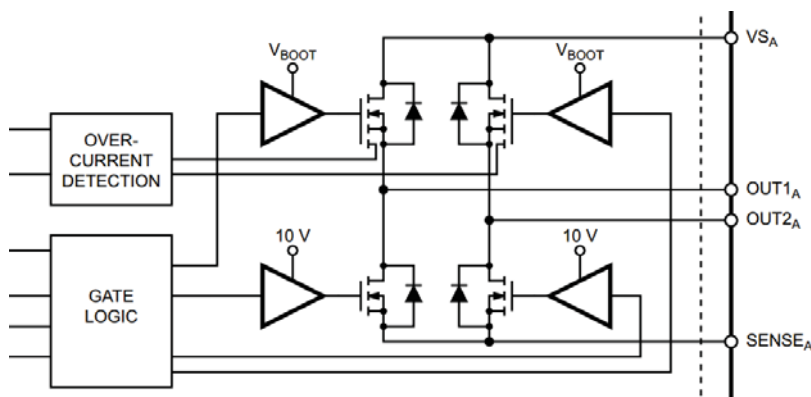 VS_A
V_BOOT
V_BOOT
OVER-
CURRENT
DETECTION
OUT1_A
OUT2_A
10 V
10 V
GATE
LOGIC
SENSE_A